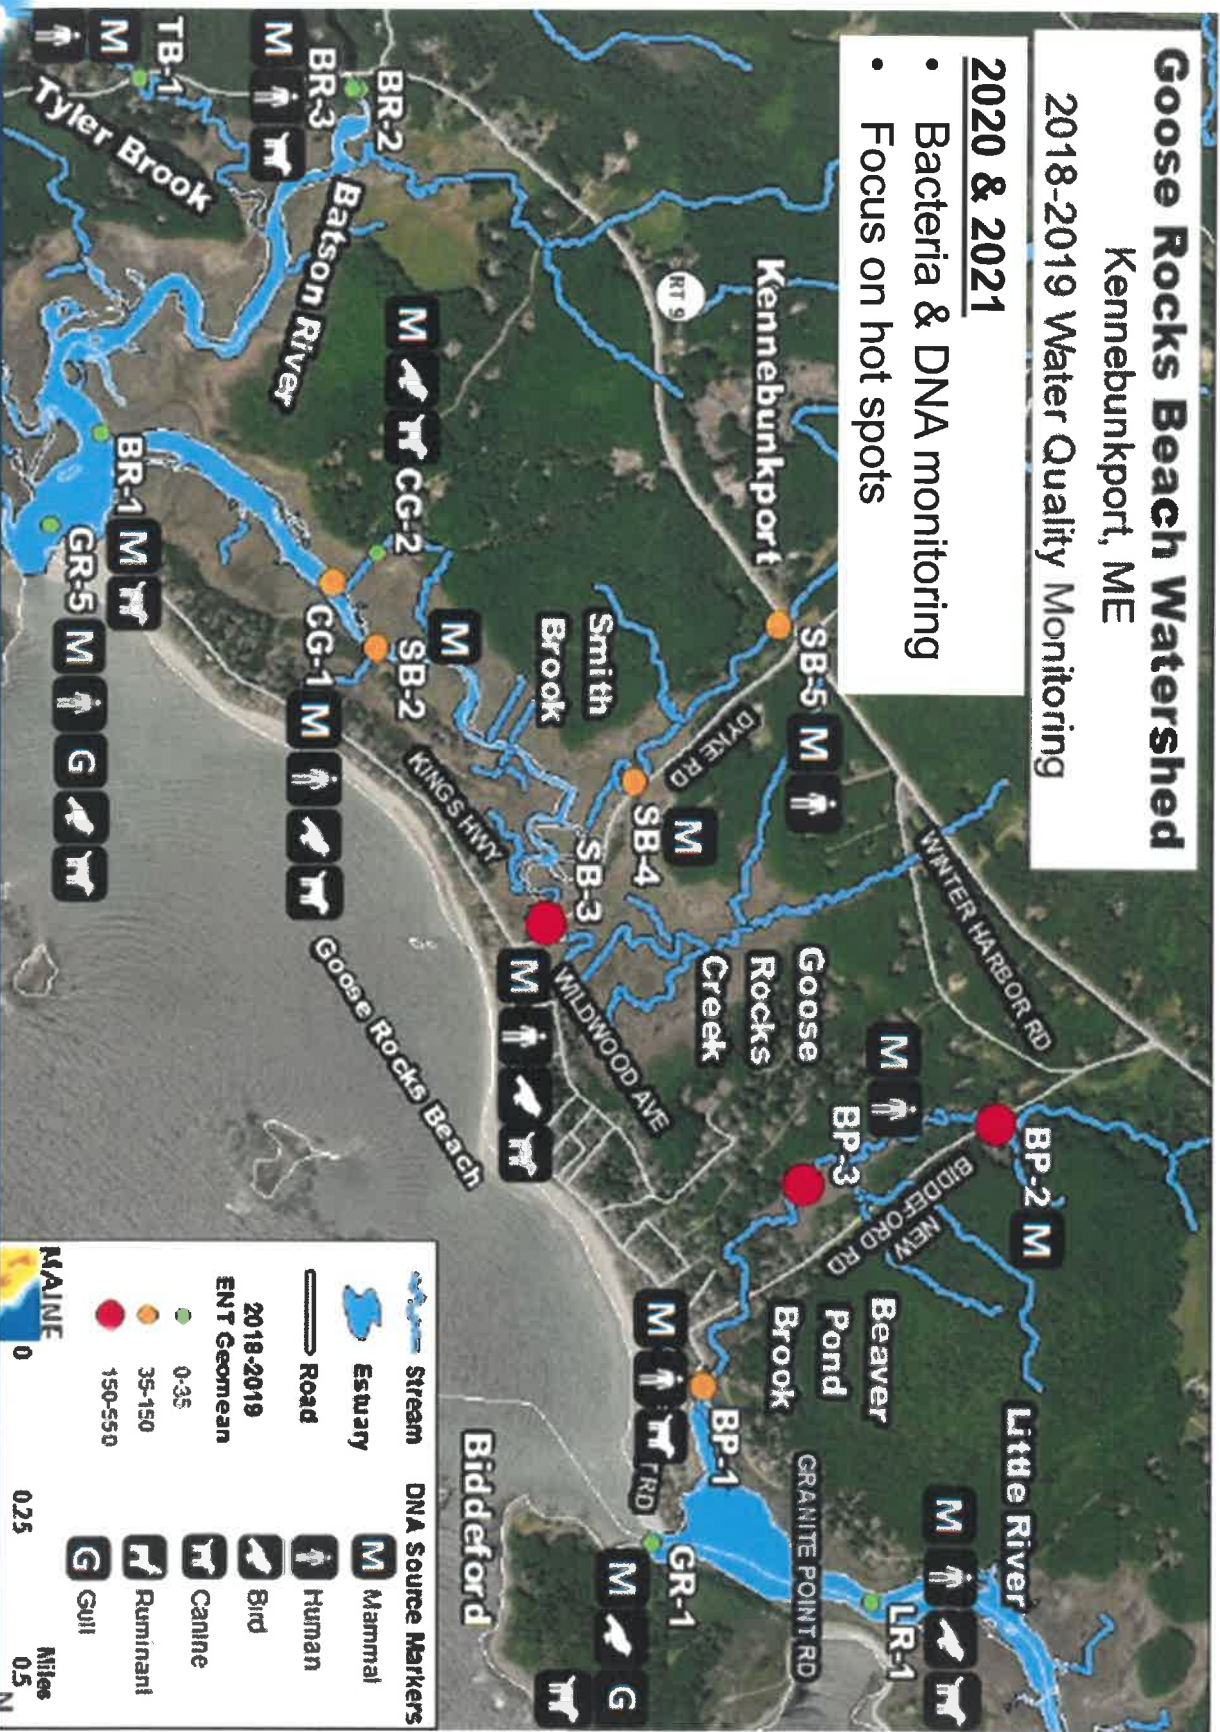 Goose Rocks Beach Watershed
Kennebunkport, ME
2018-2019 Water Quality Monitoring
2020 & 2021
• Bacteria & DNA monitoring
• Focus on hot spots
Kennebunkport
RT 9
BR-2
BR-3
M
TB-1
M
Tyler Brook
Batson River
M
CG-2
BR-1
M
GR-5
M
G
CG-1
M
SB-2
M
Smith
Brook
SB-5
M
DYKE RD
SB-4
M
KINGS HWY
SB-3
M
WILDWOOD AVE
WINTER HARBOR RD
Goose
Rocks
Creek
Goose Rocks Beach
M
BP-3
BP-2
M
NEW
BIDDEFORD RD
Beaver
Pond
Brook
M
BP-1
RD
Little River
M
LR-1
GRANITE POINT RD
GR-1
M
G
Biddeford
Stream
Estuary
Road
2018-2019
ENT Geomean
0-35
35-150
150-550
DNA Source Markers
M Mammal
Human
Bird
Canine
Ruminant
G Gull
MAINE
0
0.25
0.5
Miles
N